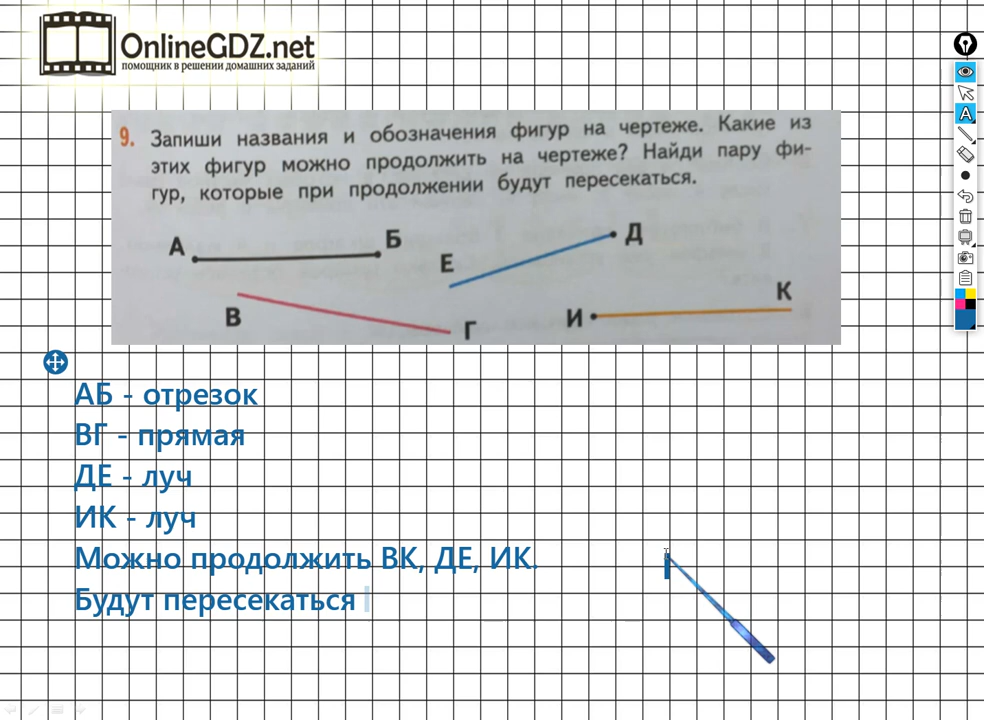 OnlineGDZ.net
помощник в решении домашних заданий
9. Запиши названия и обозначения фигур на чертеже. Какие из
этих фигур можно продолжить на чертеже? Найди пару фи-
гур, которые при продолжении будут пересекаться.
А
Б
Е
Д
В
Г
И
К
АБ - отрезок
ВГ - прямая
ДЕ - луч
ИК - луч
Можно продолжить ВК, ДЕ, ИК.
Будут пересекаться